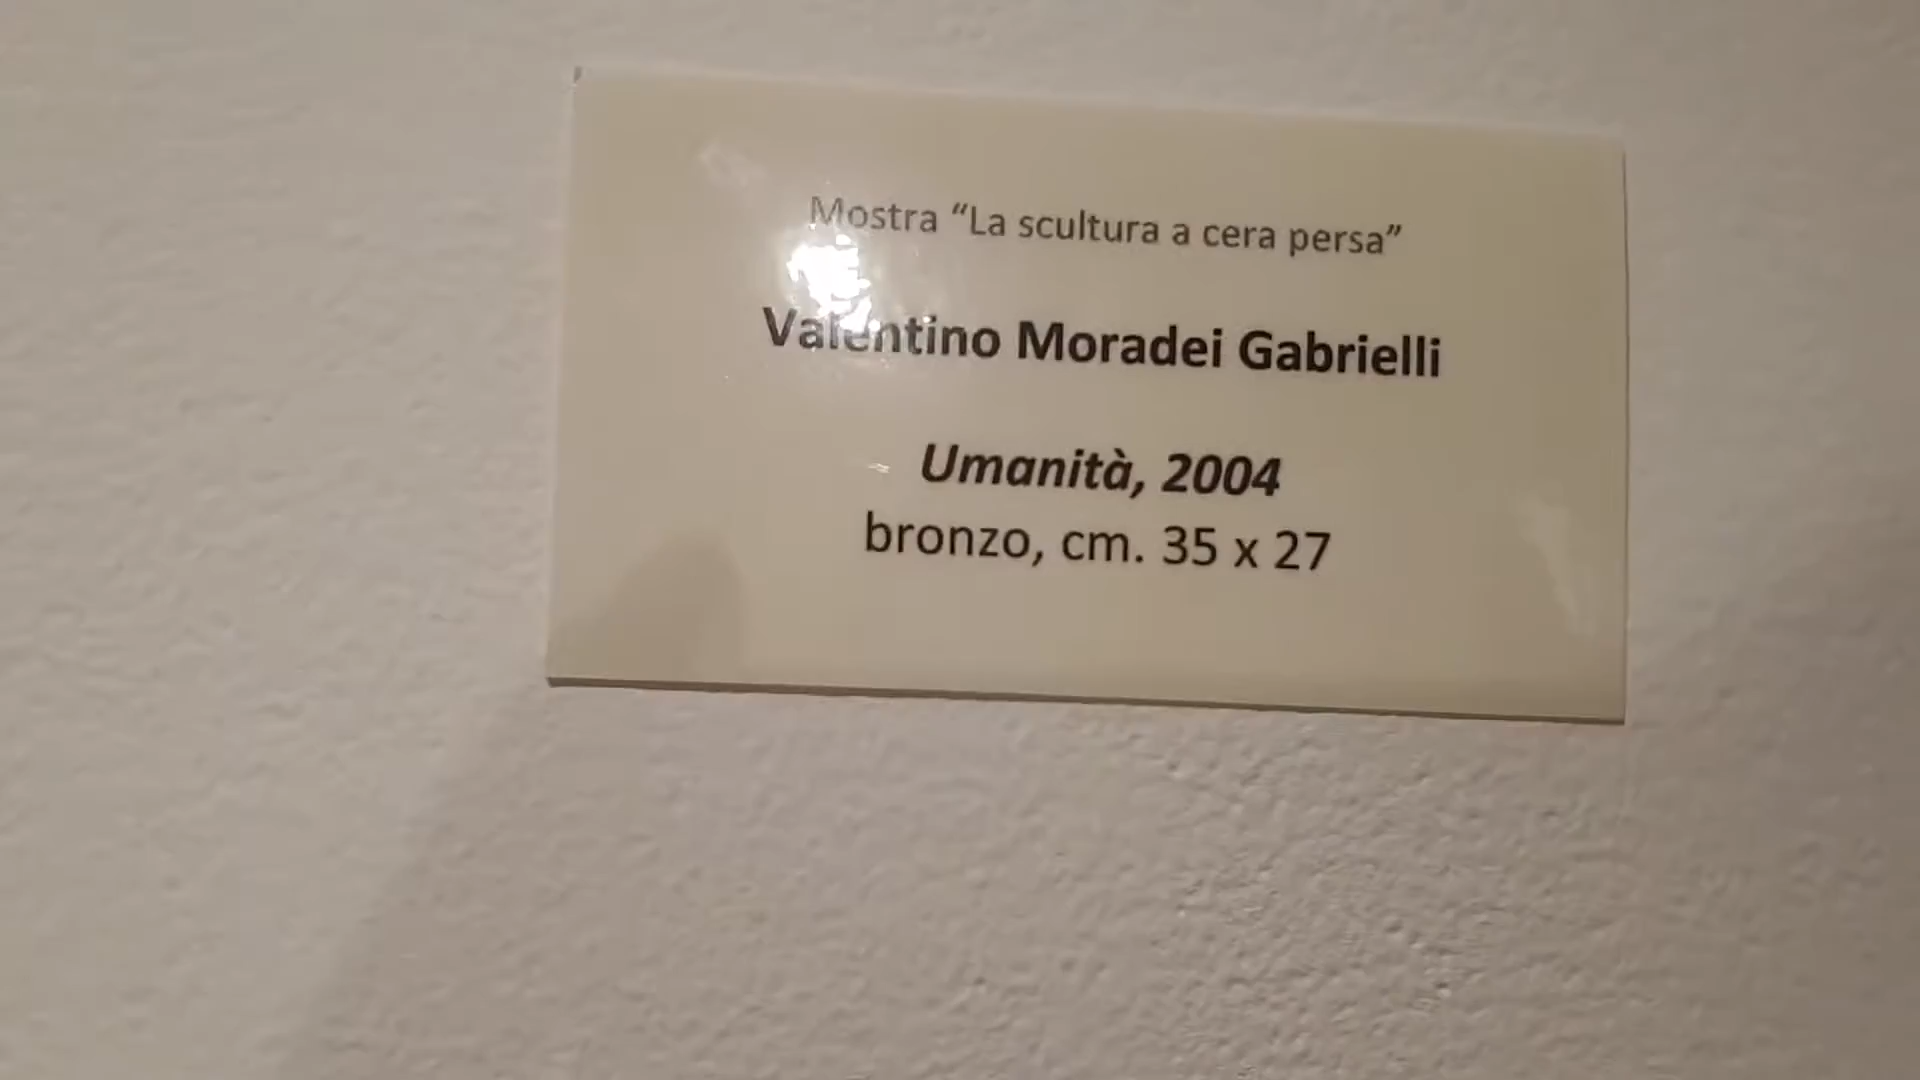 Mostra “La scultura a cera persa”
Valentino Moradei Gabrielli
Umanità, 2004
bronzo, cm. 35 x 27